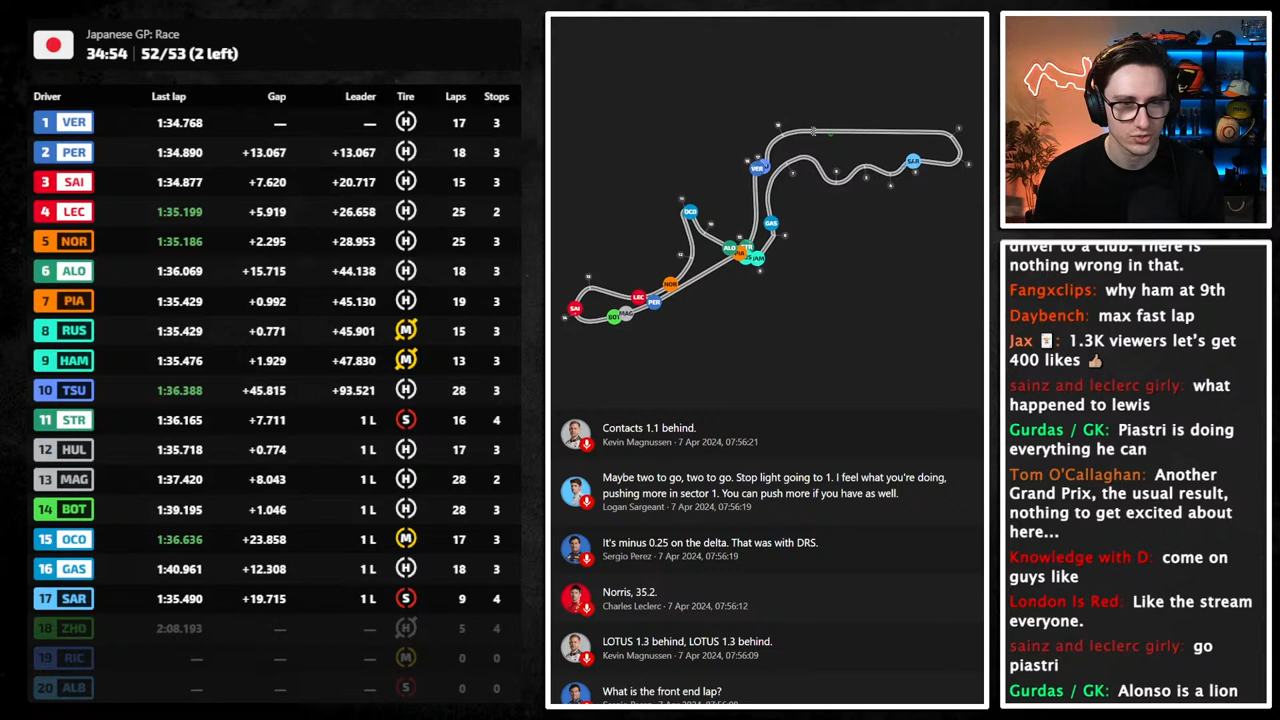 Japanese GP: Race
34:54 52/53 (2 left)
Driver Last lap Gap Leader Tire Laps Stops
1 VER 1:34.768 — — H 17 3
2 PER 1:34.890 +13.067 +13.067 H 18 3
3 SAI 1:34.877 +7.620 +20.717 H 15 3
4 LEC 1:35.199 +5.919 +26.658 H 25 2
5 NOR 1:35.186 +2.295 +28.953 H 25 3
6 ALO 1:36.069 +15.715 +44.138 H 18 3
7 PIA 1:35.429 +0.992 +45.130 H 19 3
8 RUS 1:35.429 +0.771 +45.901 M 15 3
9 HAM 1:35.476 +1.929 +47.830 M 13 3
10 TSU 1:36.388 +45.815 +93.521 H 28 3
11 STR 1:36.165 +7.711 1 L S 16 4
12 HUL 1:35.718 +0.774 1 L H 17 3
13 MAG 1:37.420 +8.043 1 L H 28 2
14 BOT 1:39.195 +1.046 1 L H 28 3
15 OCO 1:36.636 +23.858 1 L M 17 3
16 GAS 1:40.961 +12.308 1 L H 18 3
17 SAR 1:35.490 +19.715 1 L S 9 4
18 ZHO 2:08.193 — — H 5 4
19 RIC — — — M 0 0
20 ALB — — — S 0 0
VER
SAR
OCO
GAS
ALO
STR
PIA
HAM
NOR
LEC
PER
SAI
BOT
MAG
Contacts 1.1 behind.
Kevin Magnussen · 7 Apr 2024, 07:56:21
Maybe two to go, two to go. Stop light going to 1. I feel what you're doing,
pushing more in sector 1. You can push more if you have as well.
Logan Sargeant · 7 Apr 2024, 07:56:19
It's minus 0.25 on the delta. That was with DRS.
Sergio Perez · 7 Apr 2024, 07:56:19
Norris, 35.2.
Charles Leclerc · 7 Apr 2024, 07:56:12
LOTUS 1.3 behind, LOTUS 1.3 behind.
Kevin Magnussen · 7 Apr 2024, 07:56:09
What is the front end lap?
driver to a club. There is
nothing wrong in that.
Fangxclips: why ham at 9th
Daybench: max fast lap
Jax 🃏: 1.3K viewers let's get
400 likes 👍🏼
sainz and leclerc girly: what
happened to lewis
Gurdas / GK: Piastri is doing
everything he can
Tom O'Callaghan: Another
Grand Prix, the usual result,
nothing to get excited about
here...
Knowledge with D: come on
guys like
London Is Red: Like the stream
everyone.
sainz and leclerc girly: go
piastri
Gurdas / GK: Alonso is a lion